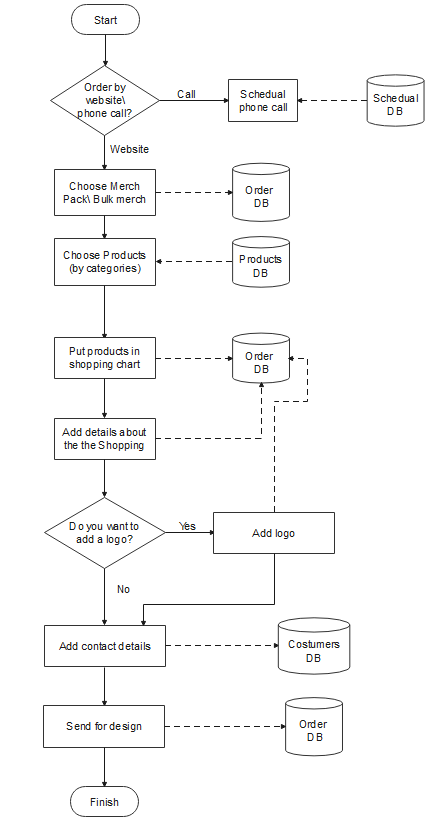 Start
Order by
website\
phone call?
Call
Schedual
phone call
Schedual
DB
Website
Choose Merch
Pack\ Bulk merch
Order
DB
Choose Products
(by categories)
Products
DB
Put products in
shopping chart
Order
DB
Add details about
the the Shopping
Do you want to
add a logo?
Yes
Add logo
No
Add contact details
Costumers
DB
Send for design
Order
DB
Finish